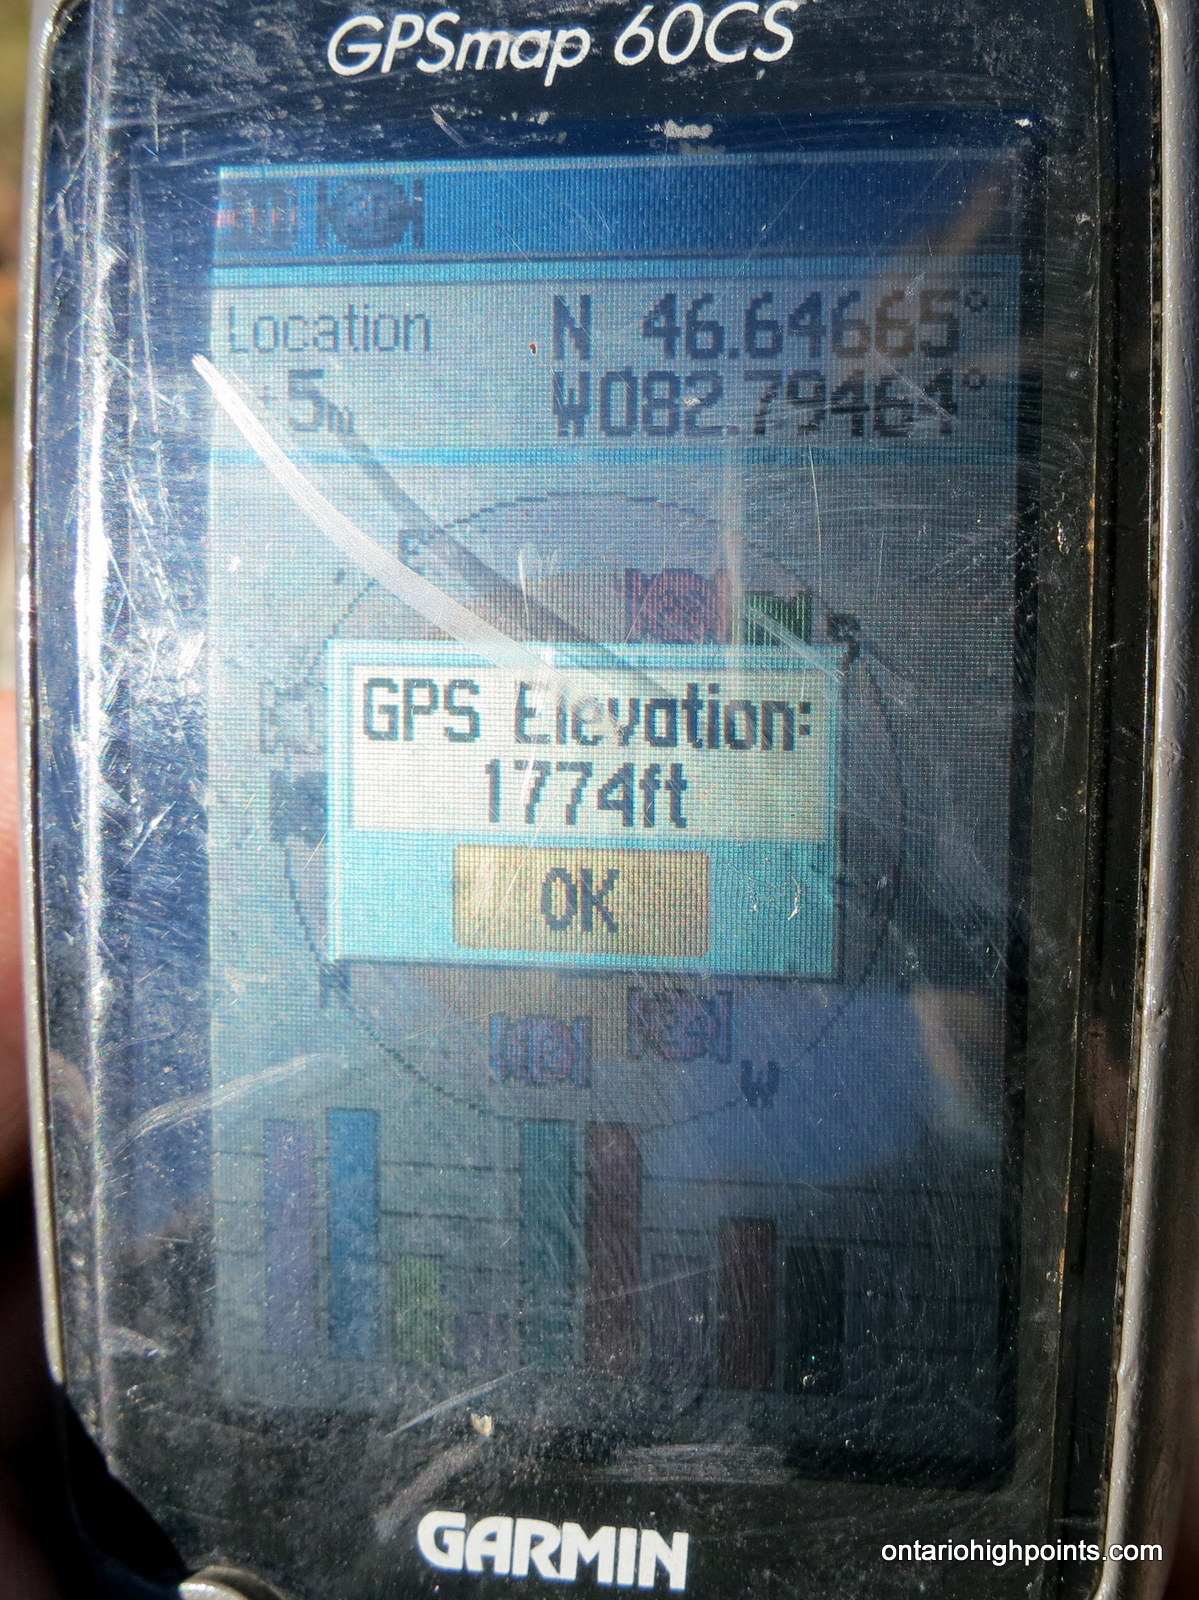 GPSmap 60CS
Location N 46.64665°
±5m W082.79464°
GPS Elevation:
1774ft
OK
W
GARMIN
ontariohighpoints.com